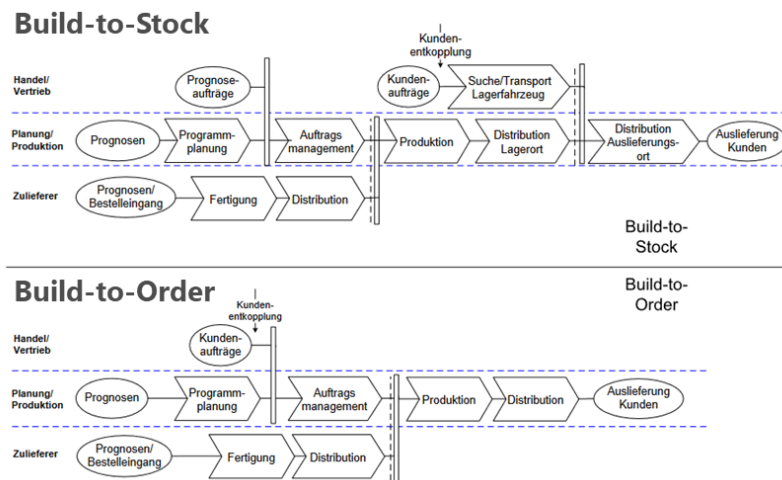 Build-to-Stock
Kunden-
entkopplung
Handel/
Vertrieb
Prognose-
aufträge
Kunden-
aufträge
Suche/Transport
Lagerfahrzeug
Planung/
Produktion
Prognosen
Programm-
planung
Auftrags
management
Produktion
Distribution
Lagerort
Distribution
Auslieferungs-
ort
Auslieferung
Kunden
Zulieferer
Prognosen/
Bestelleingang
Fertigung
Distribution
Build-to-
Stock
Build-to-Order
Build-to-
Order
Kunden-
entkopplung
Handel/
Vertrieb
Kunden-
aufträge
Planung/
Produktion
Prognosen
Programm-
planung
Auftrags
management
Produktion
Distribution
Auslieferung
Kunden
Zulieferer
Prognosen/
Bestelleingang
Fertigung
Distribution